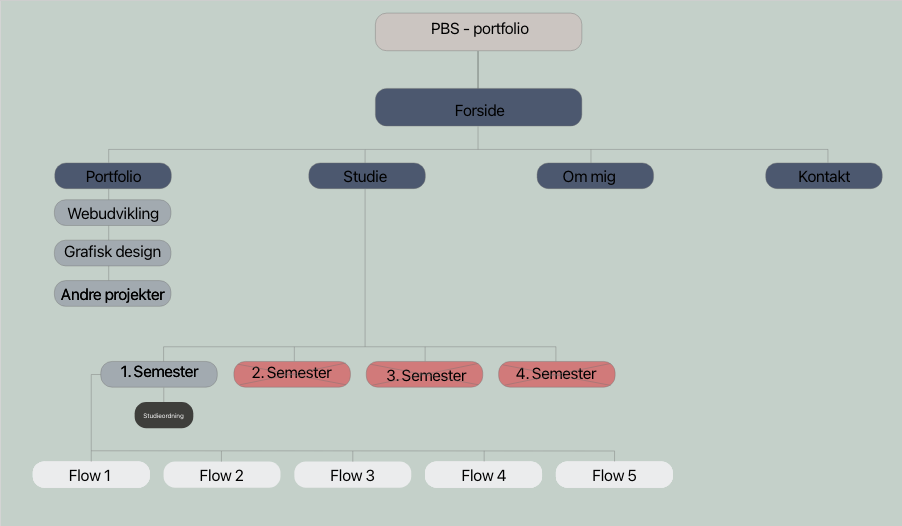 PBS - portfolio
Forside
Portfolio
Studie
Om mig
Kontakt
Webudvikling
Grafisk design
Andre projekter
1. Semester
2. Semester
3. Semester
4. Semester
Studieordning
Flow 1
Flow 2
Flow 3
Flow 4
Flow 5